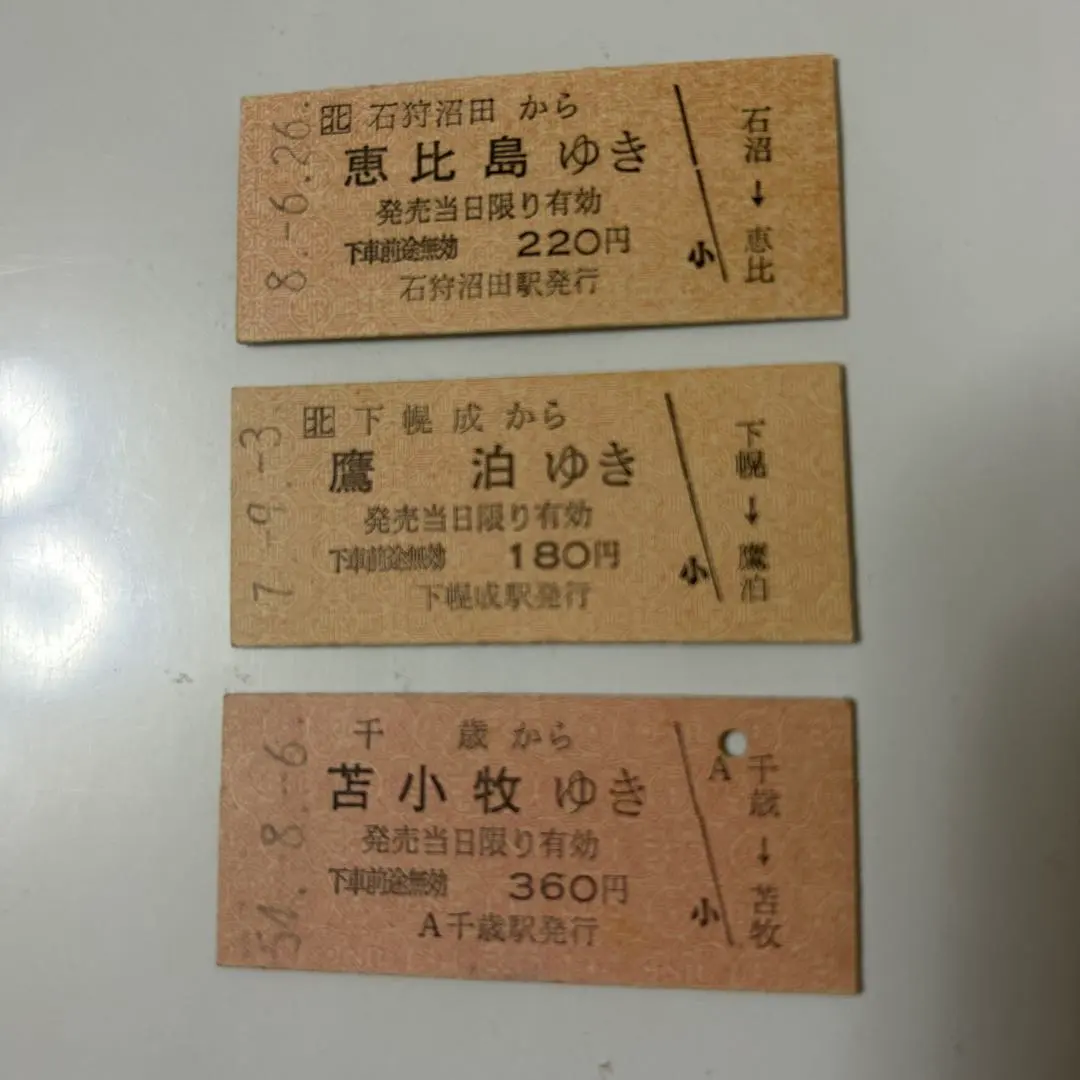 8.-6.26.
北 石狩沼田 から
恵比島 ゆき
発売当日限り有効
下車前途無効 220円
石狩沼田駅発行
小
石沼→恵比
7.-9.-3
北 下幌成から
鷹泊ゆき
発売当日限り有効
下車前途無効 180円
下幌成駅発行
小
下幌→鷹泊
54.-8.-6
千歳から
苫小牧ゆき
発売当日限り有効
下車前途無効 360円
A千歳駅発行
小
A
千歳→苫牧